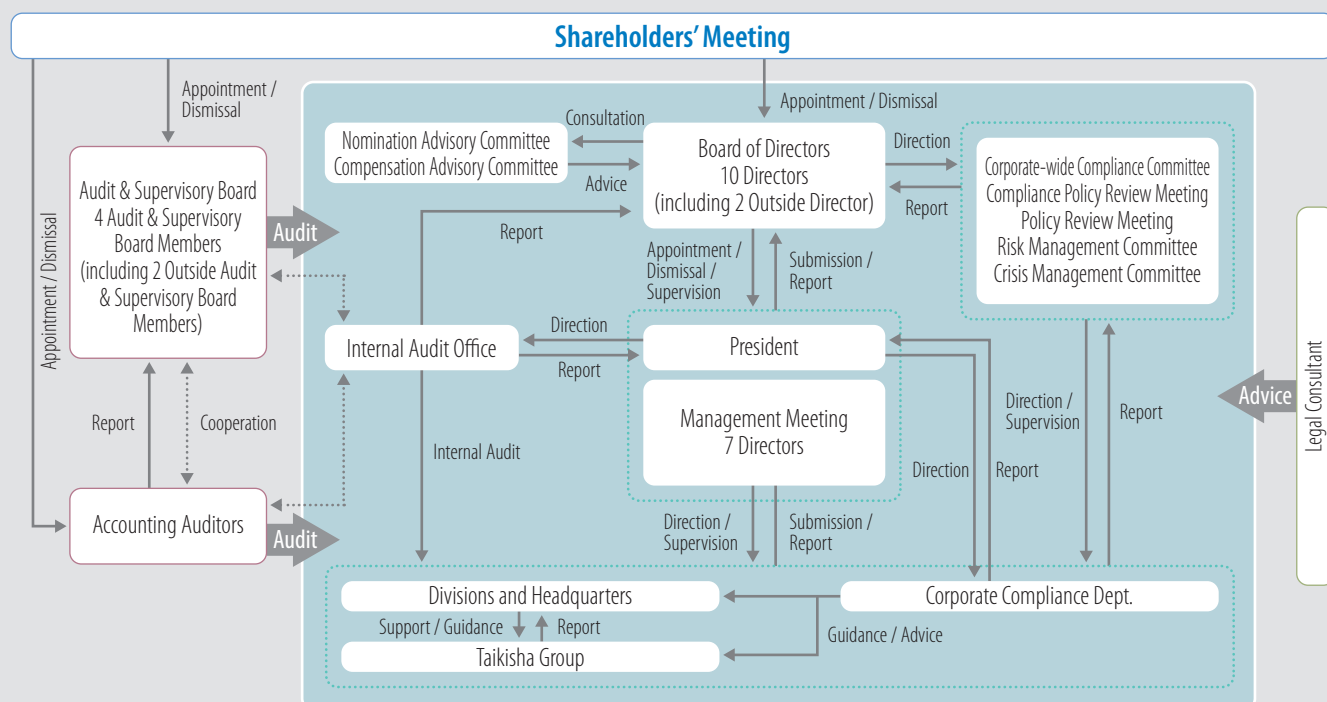 Shareholders' Meeting
Appointment /
Dismissal
Appointment / Dismissal
Appointment / Dismissal
Audit & Supervisory Board
4 Audit & Supervisory
Board Members
(including 2 Outside Audit
& Supervisory Board
Members)
Audit
Nomination Advisory Committee
Compensation Advisory Committee
Consultation
Advice
Board of Directors
10 Directors
(including 2 Outside Director)
Direction
Report
Corporate-wide Compliance Committee
Compliance Policy Review Meeting
Policy Review Meeting
Risk Management Committee
Crisis Management Committee
Report
Appointment /
Dismissal /
Supervision
Submission /
Report
Internal Audit Office
Direction
Report
President
Management Meeting
7 Directors
Report
Cooperation
Internal Audit
Direction
Report
Direction /
Supervision
Report
Advice
Legal Consultant
Accounting Auditors
Audit
Direction /
Supervision
Submission /
Report
Divisions and Headquarters
Corporate Compliance Dept.
Support / Guidance
Report
Guidance / Advice
Taikisha Group